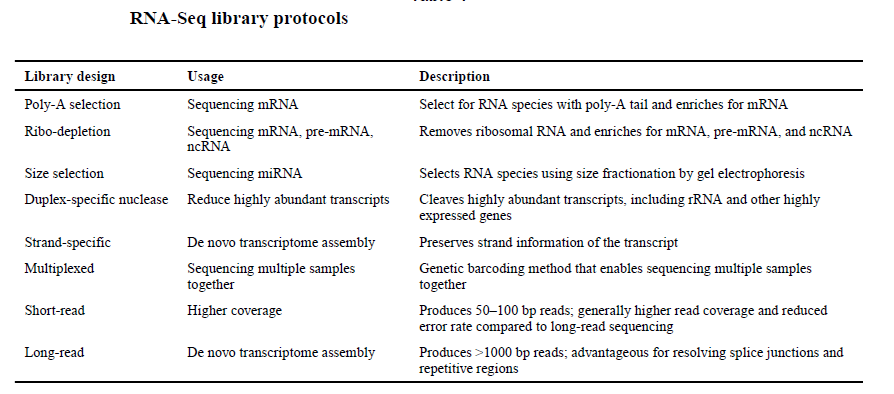 RNA-Seq library protocols
Library design Usage Description
Poly-A selection Sequencing mRNA Select for RNA species with poly-A tail and enriches for mRNA
Ribo-depletion Sequencing mRNA, pre-mRNA, Removes ribosomal RNA and enriches for mRNA, pre-mRNA, and ncRNA
ncRNA
Size selection Sequencing miRNA Selects RNA species using size fractionation by gel electrophoresis
Duplex-specific nuclease Reduce highly abundant transcripts Cleaves highly abundant transcripts, including rRNA and other highly
expressed genes
Strand-specific De novo transcriptome assembly Preserves strand information of the transcript
Multiplexed Sequencing multiple samples Genetic barcoding method that enables sequencing multiple samples
together together
Short-read Higher coverage Produces 50–100 bp reads; generally higher read coverage and reduced
error rate compared to long-read sequencing
Long-read De novo transcriptome assembly Produces >1000 bp reads; advantageous for resolving splice junctions and
repetitive regions